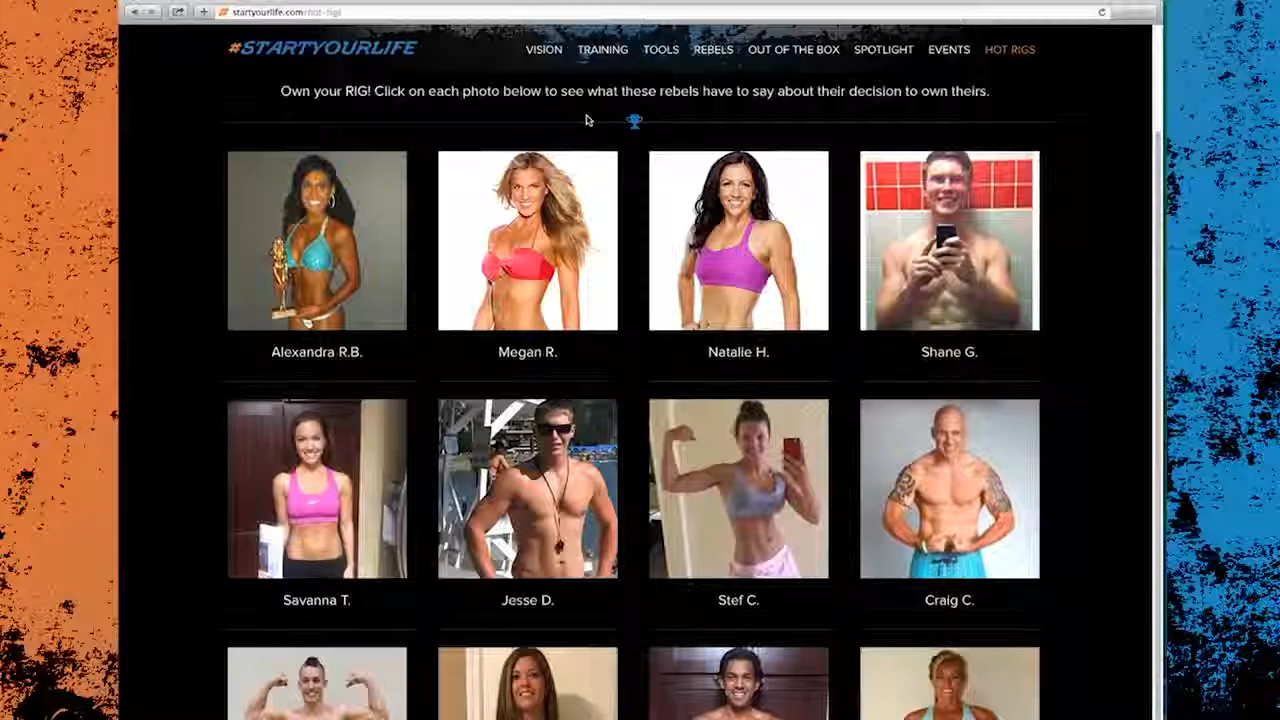 startyourlife.com/hot-rigs
#STARTYOURLIFE
VISION TRAINING TOOLS REBELS OUT OF THE BOX SPOTLIGHT EVENTS HOT RIGS
Own your RIG! Click on each photo below to see what these rebels have to say about their decision to own theirs.
Alexandra R.B. Megan R. Natalie H. Shane G.
Savanna T. Jesse D. Stef C. Craig C.